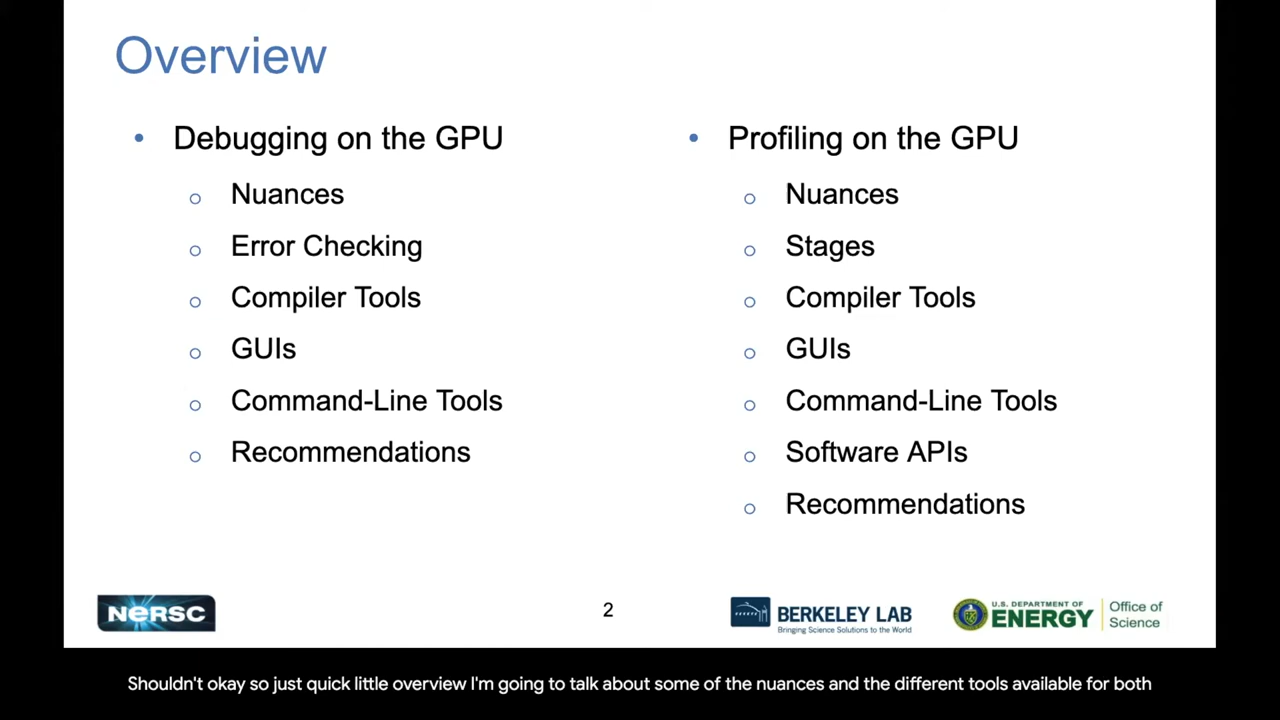 Overview
Debugging on the GPU
Nuances
Error Checking
Compiler Tools
GUIs
Command-Line Tools
Recommendations
Profiling on the GPU
Nuances
Stages
Compiler Tools
GUIs
Command-Line Tools
Software APIs
Recommendations
NERSC
2
BERKELEY LAB
Bringing Science Solutions to the World
U.S. DEPARTMENT OF
ENERGY
Office of
Science
Shouldn't okay so just quick little overview I'm going to talk about some of the nuances and the different tools available for both